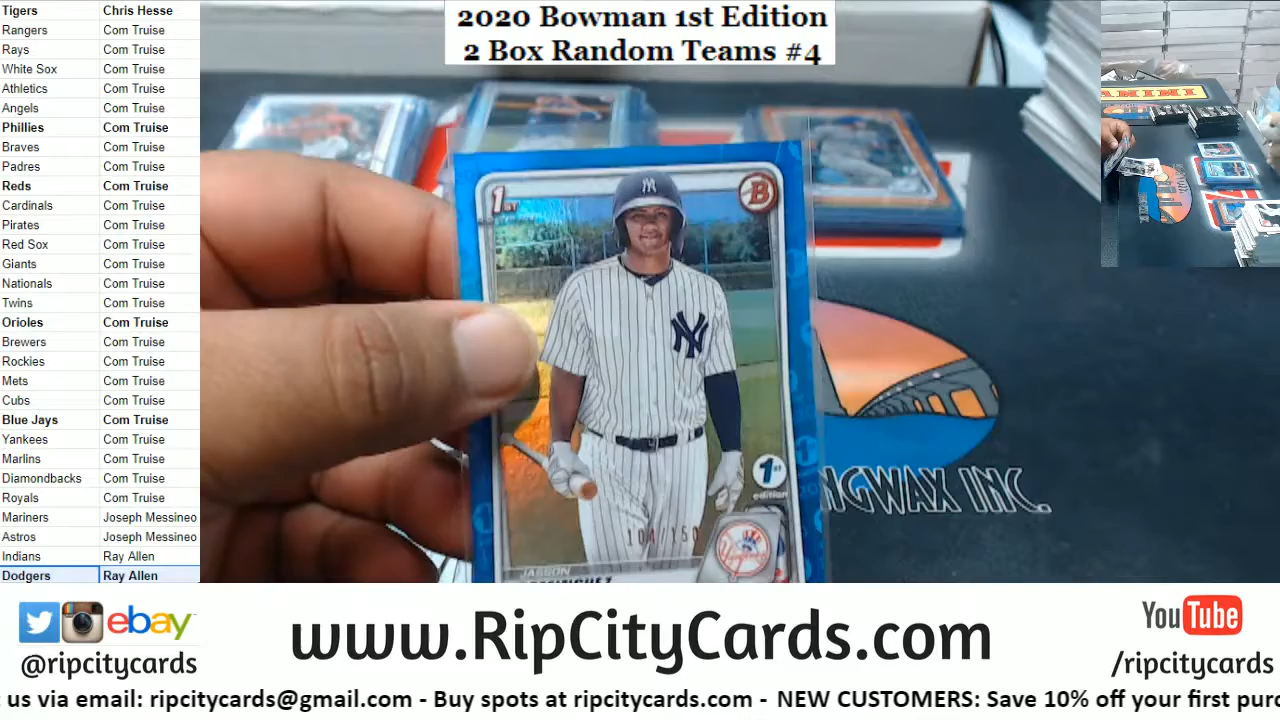 2020 Bowman 1st Edition
2 Box Random Teams #4
Tigers Chris Hesse
Rangers Com Truise
Rays Com Truise
White Sox Com Truise
Athletics Com Truise
Angels Com Truise
Phillies Com Truise
Braves Com Truise
Padres Com Truise
Reds Com Truise
Cardinals Com Truise
Pirates Com Truise
Red Sox Com Truise
Giants Com Truise
Nationals Com Truise
Twins Com Truise
Orioles Com Truise
Brewers Com Truise
Rockies Com Truise
Mets Com Truise
Cubs Com Truise
Blue Jays Com Truise
Yankees Com Truise
Marlins Com Truise
Diamondbacks Com Truise
Royals Com Truise
Mariners Joseph Messineo
Astros Joseph Messineo
Indians Ray Allen
Dodgers Ray Allen
1ST
B
NY
1st
edition
/150
JASSON
NGWAX INC.
PANINI
ebay
@ripcitycards
www.RipCityCards.com
YouTube
/ripcitycards
t us via email: ripcitycards@gmail.com - Buy spots at ripcitycards.com - NEW CUSTOMERS: Save 10% off your first purc